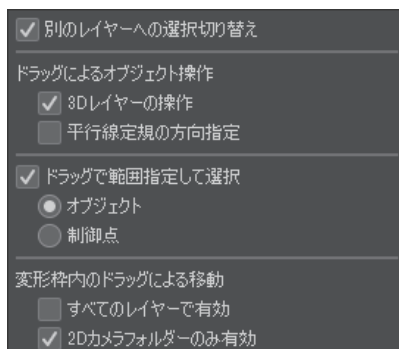 別のレイヤーへの選択切り替え
ドラッグによるオブジェクト操作
3Dレイヤーの操作
平行線定規の方向指定
ドラッグで範囲指定して選択
オブジェクト
制御点
変形枠内のドラッグによる移動
すべてのレイヤーで有効
2Dカメラフォルダーのみ有効